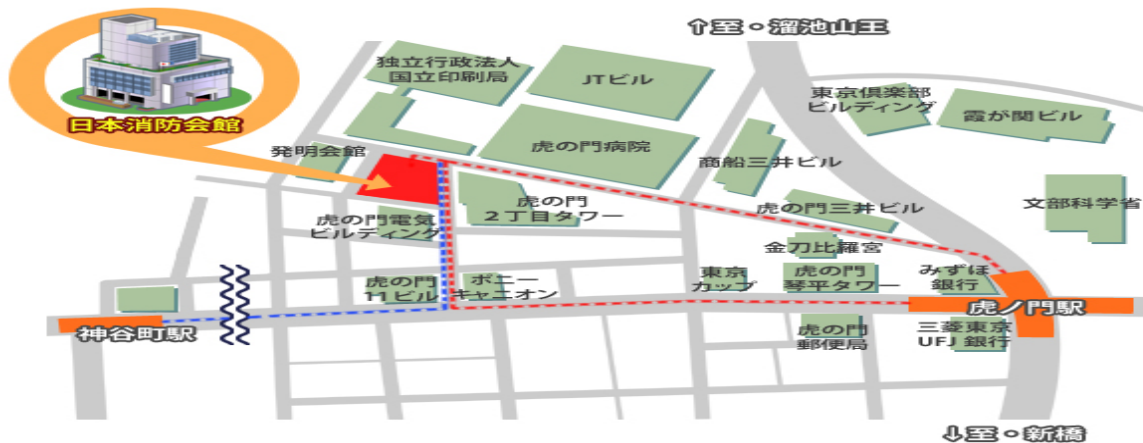 ↑至・溜池山王
独立行政法人
国立印刷局
JTビル
東京倶楽部
ビルディング
霞が関ビル
日本消防会館
発明会館
虎の門病院
商船三井ビル
虎の門
2丁目タワー
虎の門三井ビル
文部科学省
虎の門電気
ビルディング
金刀比羅宮
虎の門
11ビル
ポニー
キャニオン
東京
カップ
虎の門
琴平タワー
みずほ
銀行
虎ノ門駅
神谷町駅
虎の門
郵便局
三菱東京
UFJ 銀行
↓至・新橋